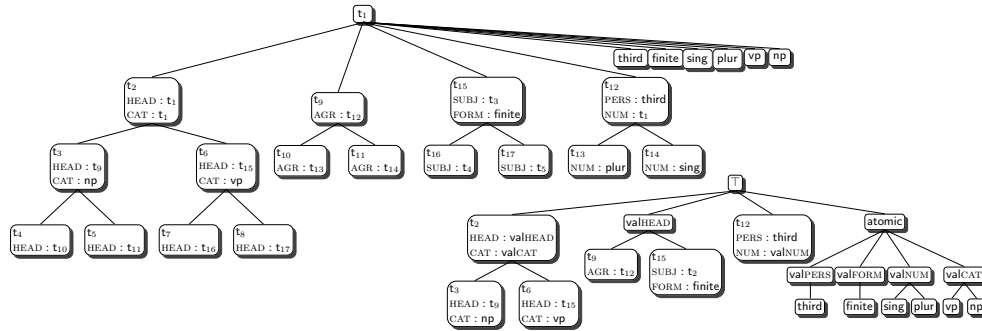 t₁
third finite sing plur vp np
t₂
HEAD : t₁
CAT : t₁
t₉
AGR : t₁₂
t₁₅
SUBJ : t₃
FORM : finite
t₁₂
PERS : third
NUM : t₁
t₃
HEAD : t₉
CAT : np
t₆
HEAD : t₁₅
CAT : vp
t₁₀
AGR : t₁₃
t₁₁
AGR : t₁₄
t₁₆
SUBJ : t₄
t₁₇
SUBJ : t₅
t₁₃
NUM : plur
t₁₄
NUM : sing
t₄
HEAD : t₁₀
t₅
HEAD : t₁₁
t₇
HEAD : t₁₆
t₈
HEAD : t₁₇
⊤
t₂
HEAD : valHEAD
CAT : valCAT
valHEAD
t₁₂
PERS : third
NUM : valNUM
atomic
t₃
HEAD : t₉
CAT : np
t₆
HEAD : t₁₅
CAT : vp
t₉
AGR : t₁₂
t₁₅
SUBJ : t₂
FORM : finite
valPERS valFORM valNUM valCAT
third finite sing plur vp np